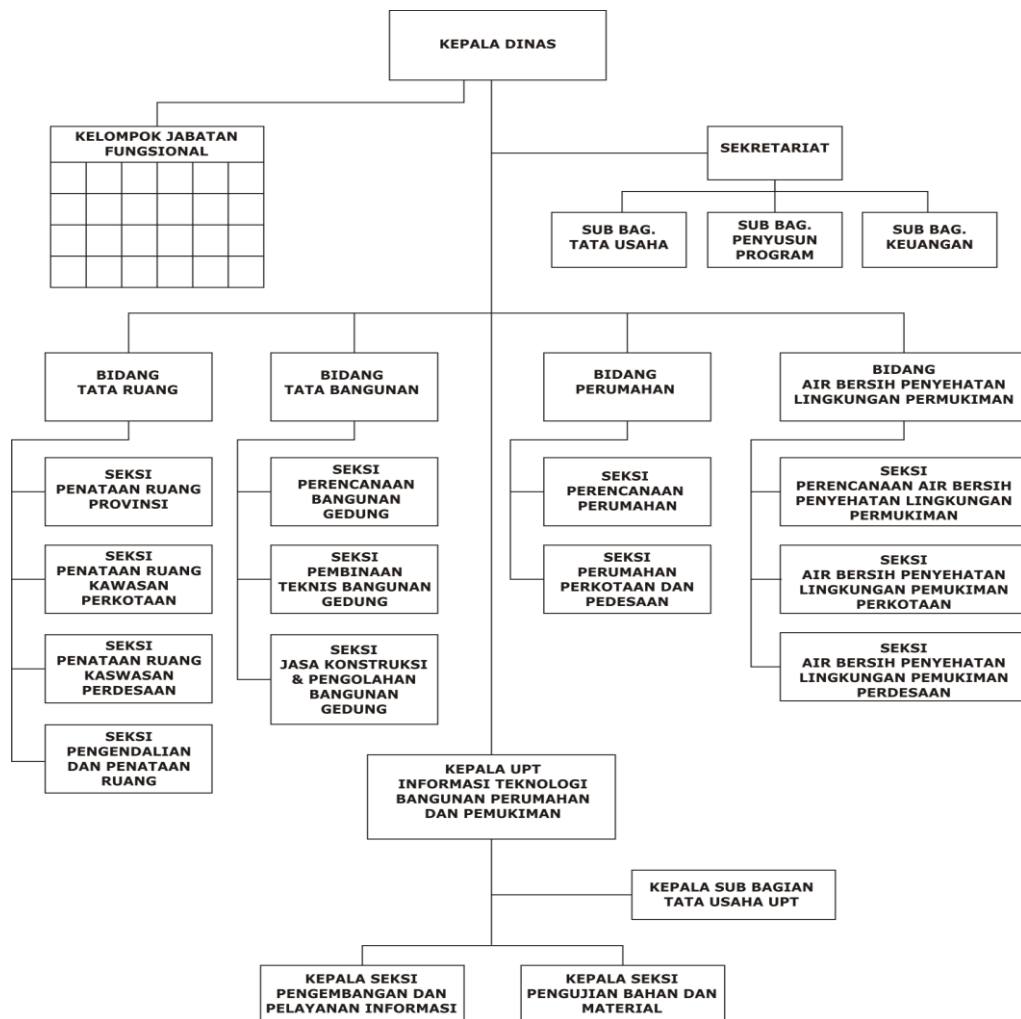 KEPALA DINAS
KELOMPOK JABATAN
FUNGSIONAL
SEKRETARIAT
SUB BAG.
TATA USAHA
SUB BAG.
PENYUSUN
PROGRAM
SUB BAG.
KEUANGAN
BIDANG
TATA RUANG
BIDANG
TATA BANGUNAN
BIDANG
PERUMAHAN
BIDANG
AIR BERSIH PENYEHATAN
LINGKUNGAN PERMUKIMAN
SEKSI
PENATAAN RUANG
PROVINSI
SEKSI
PERENCANAAN
BANGUNAN
GEDUNG
SEKSI
PERENCANAAN
PERUMAHAN
SEKSI
PERENCANAAN AIR BERSIH
PENYEHATAN LINGKUNGAN
PERMUKIMAN
SEKSI
PENATAAN RUANG
KAWASAN
PERKOTAAN
SEKSI
PEMBINAAN
TEKNIS BANGUNAN
GEDUNG
SEKSI
PERUMAHAN
PERKOTAAN DAN
PEDESAAN
SEKSI
AIR BERSIH PENYEHATAN
LINGKUNGAN PEMUKIMAN
PERKOTAAN
SEKSI
PENATAAN RUANG
KASWASAN
PERDESAAN
SEKSI
JASA KONSTRUKSI
& PENGOLAHAN
BANGUNAN
GEDUNG
SEKSI
AIR BERSIH PENYEHATAN
LINGKUNGAN PEMUKIMAN
PERDESAAN
SEKSI
PENGENDALIAN
DAN PENATAAN
RUANG
KEPALA UPT
INFORMASI TEKNOLOGI
BANGUNAN PERUMAHAN
DAN PEMUKIMAN
KEPALA SUB BAGIAN
TATA USAHA UPT
KEPALA SEKSI
PENGEMBANGAN DAN
PELAYANAN INFORMASI
KEPALA SEKSI
PENGUJIAN BAHAN DAN
MATERIAL